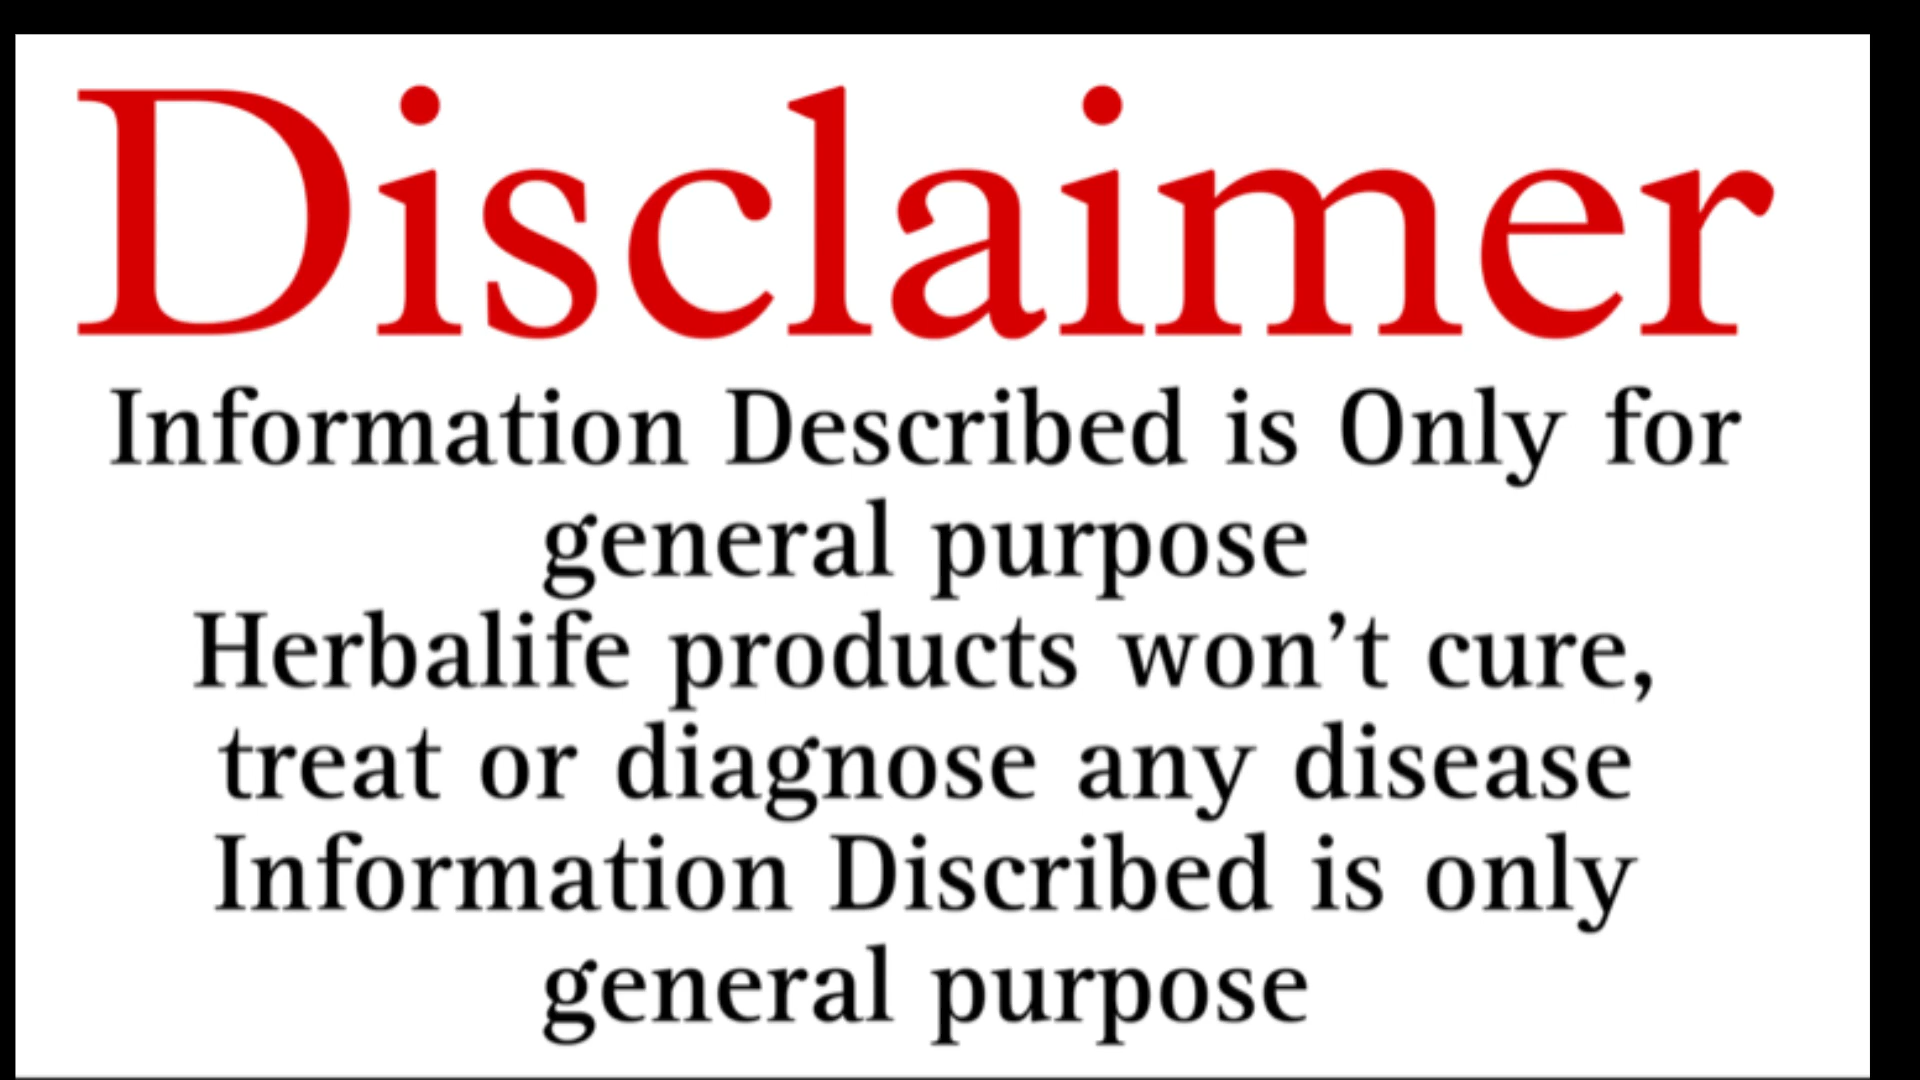 Disclaimer
Information Described is Only for
general purpose
Herbalife products won’t cure,
treat or diagnose any disease
Information Discribed is only
general purpose